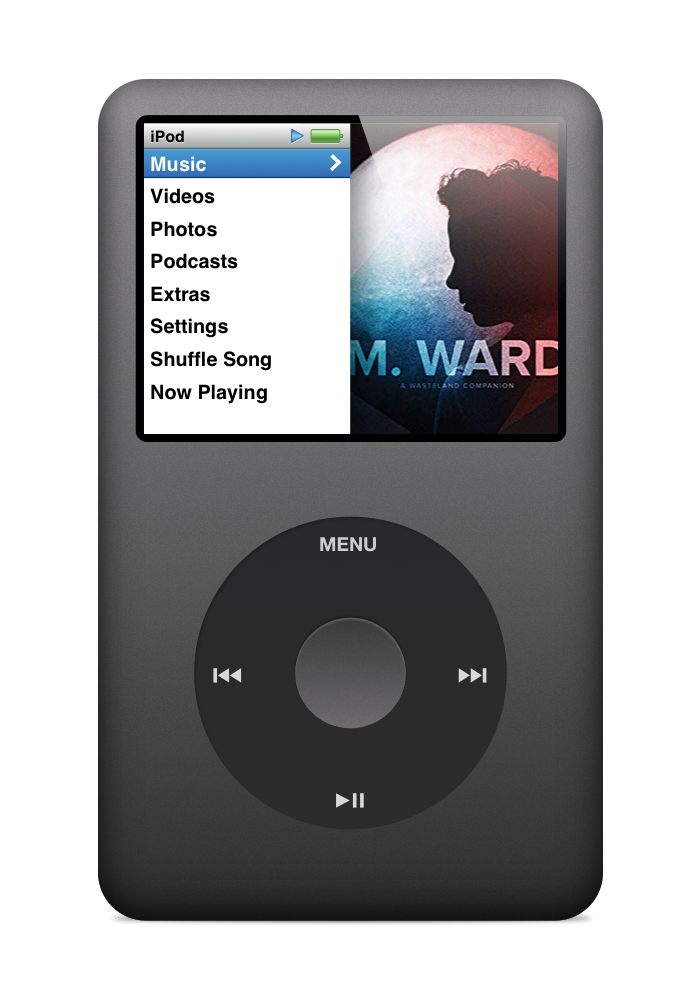 iPod
Music
Videos
Photos
Podcasts
Extras
Settings
Shuffle Song
Now Playing
M. WARD
A WASTELAND COMPANION
MENU